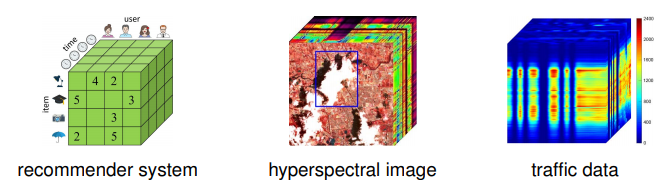 user
time
item
4 2
5 3
3
2 5
2400
2000
1600
1200
800
400
0
recommender system
hyperspectral image
traffic data